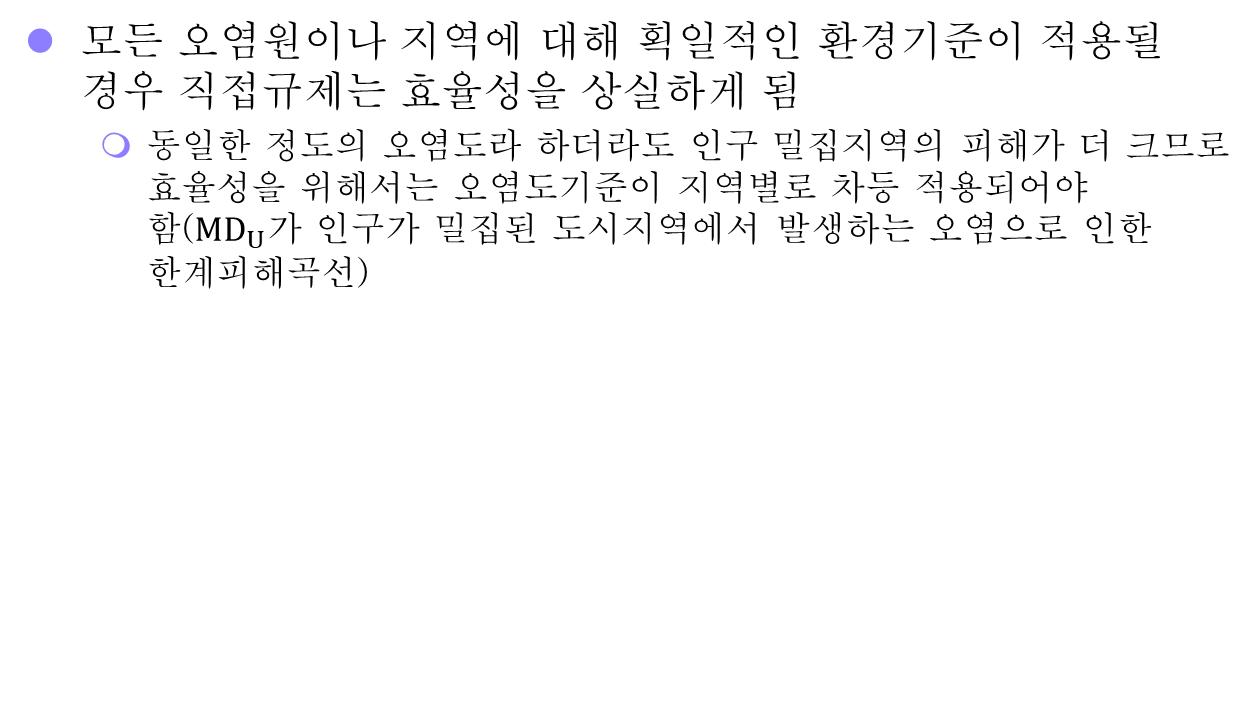 모든 오염원이나 지역에 대해 획일적인 환경기준이 적용될
경우 직접규제는 효율성을 상실하게 됨
동일한 정도의 오염도라 하더라도 인구 밀집지역의 피해가 더 크므로
효율성을 위해서는 오염도기준이 지역별로 차등 적용되어야
함(MD_U가 인구가 밀집된 도시지역에서 발생하는 오염으로 인한
한계피해곡선)